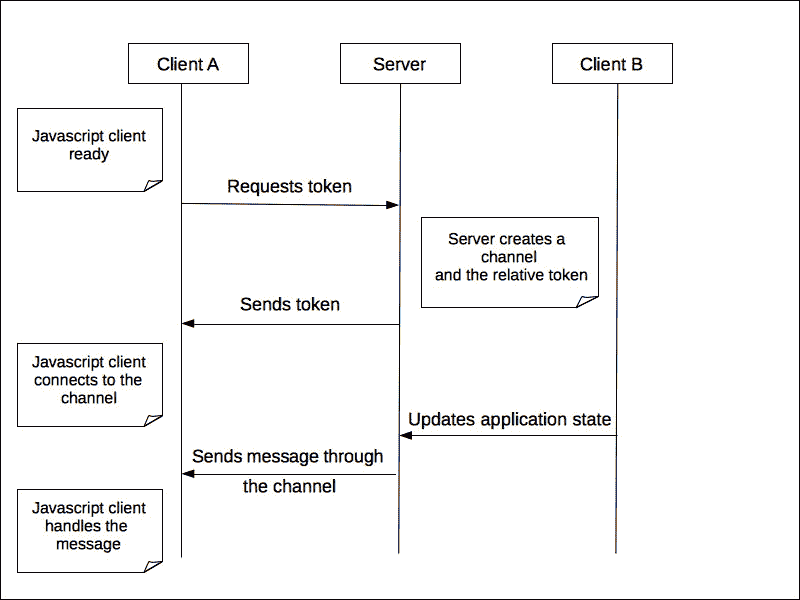 Client A
Server
Client B
Javascript client
ready
Requests token
Server creates a
channel
and the relative token
Sends token
Javascript client
connects to the
channel
Updates application state
Sends message through
the channel
Javascript client
handles the
message